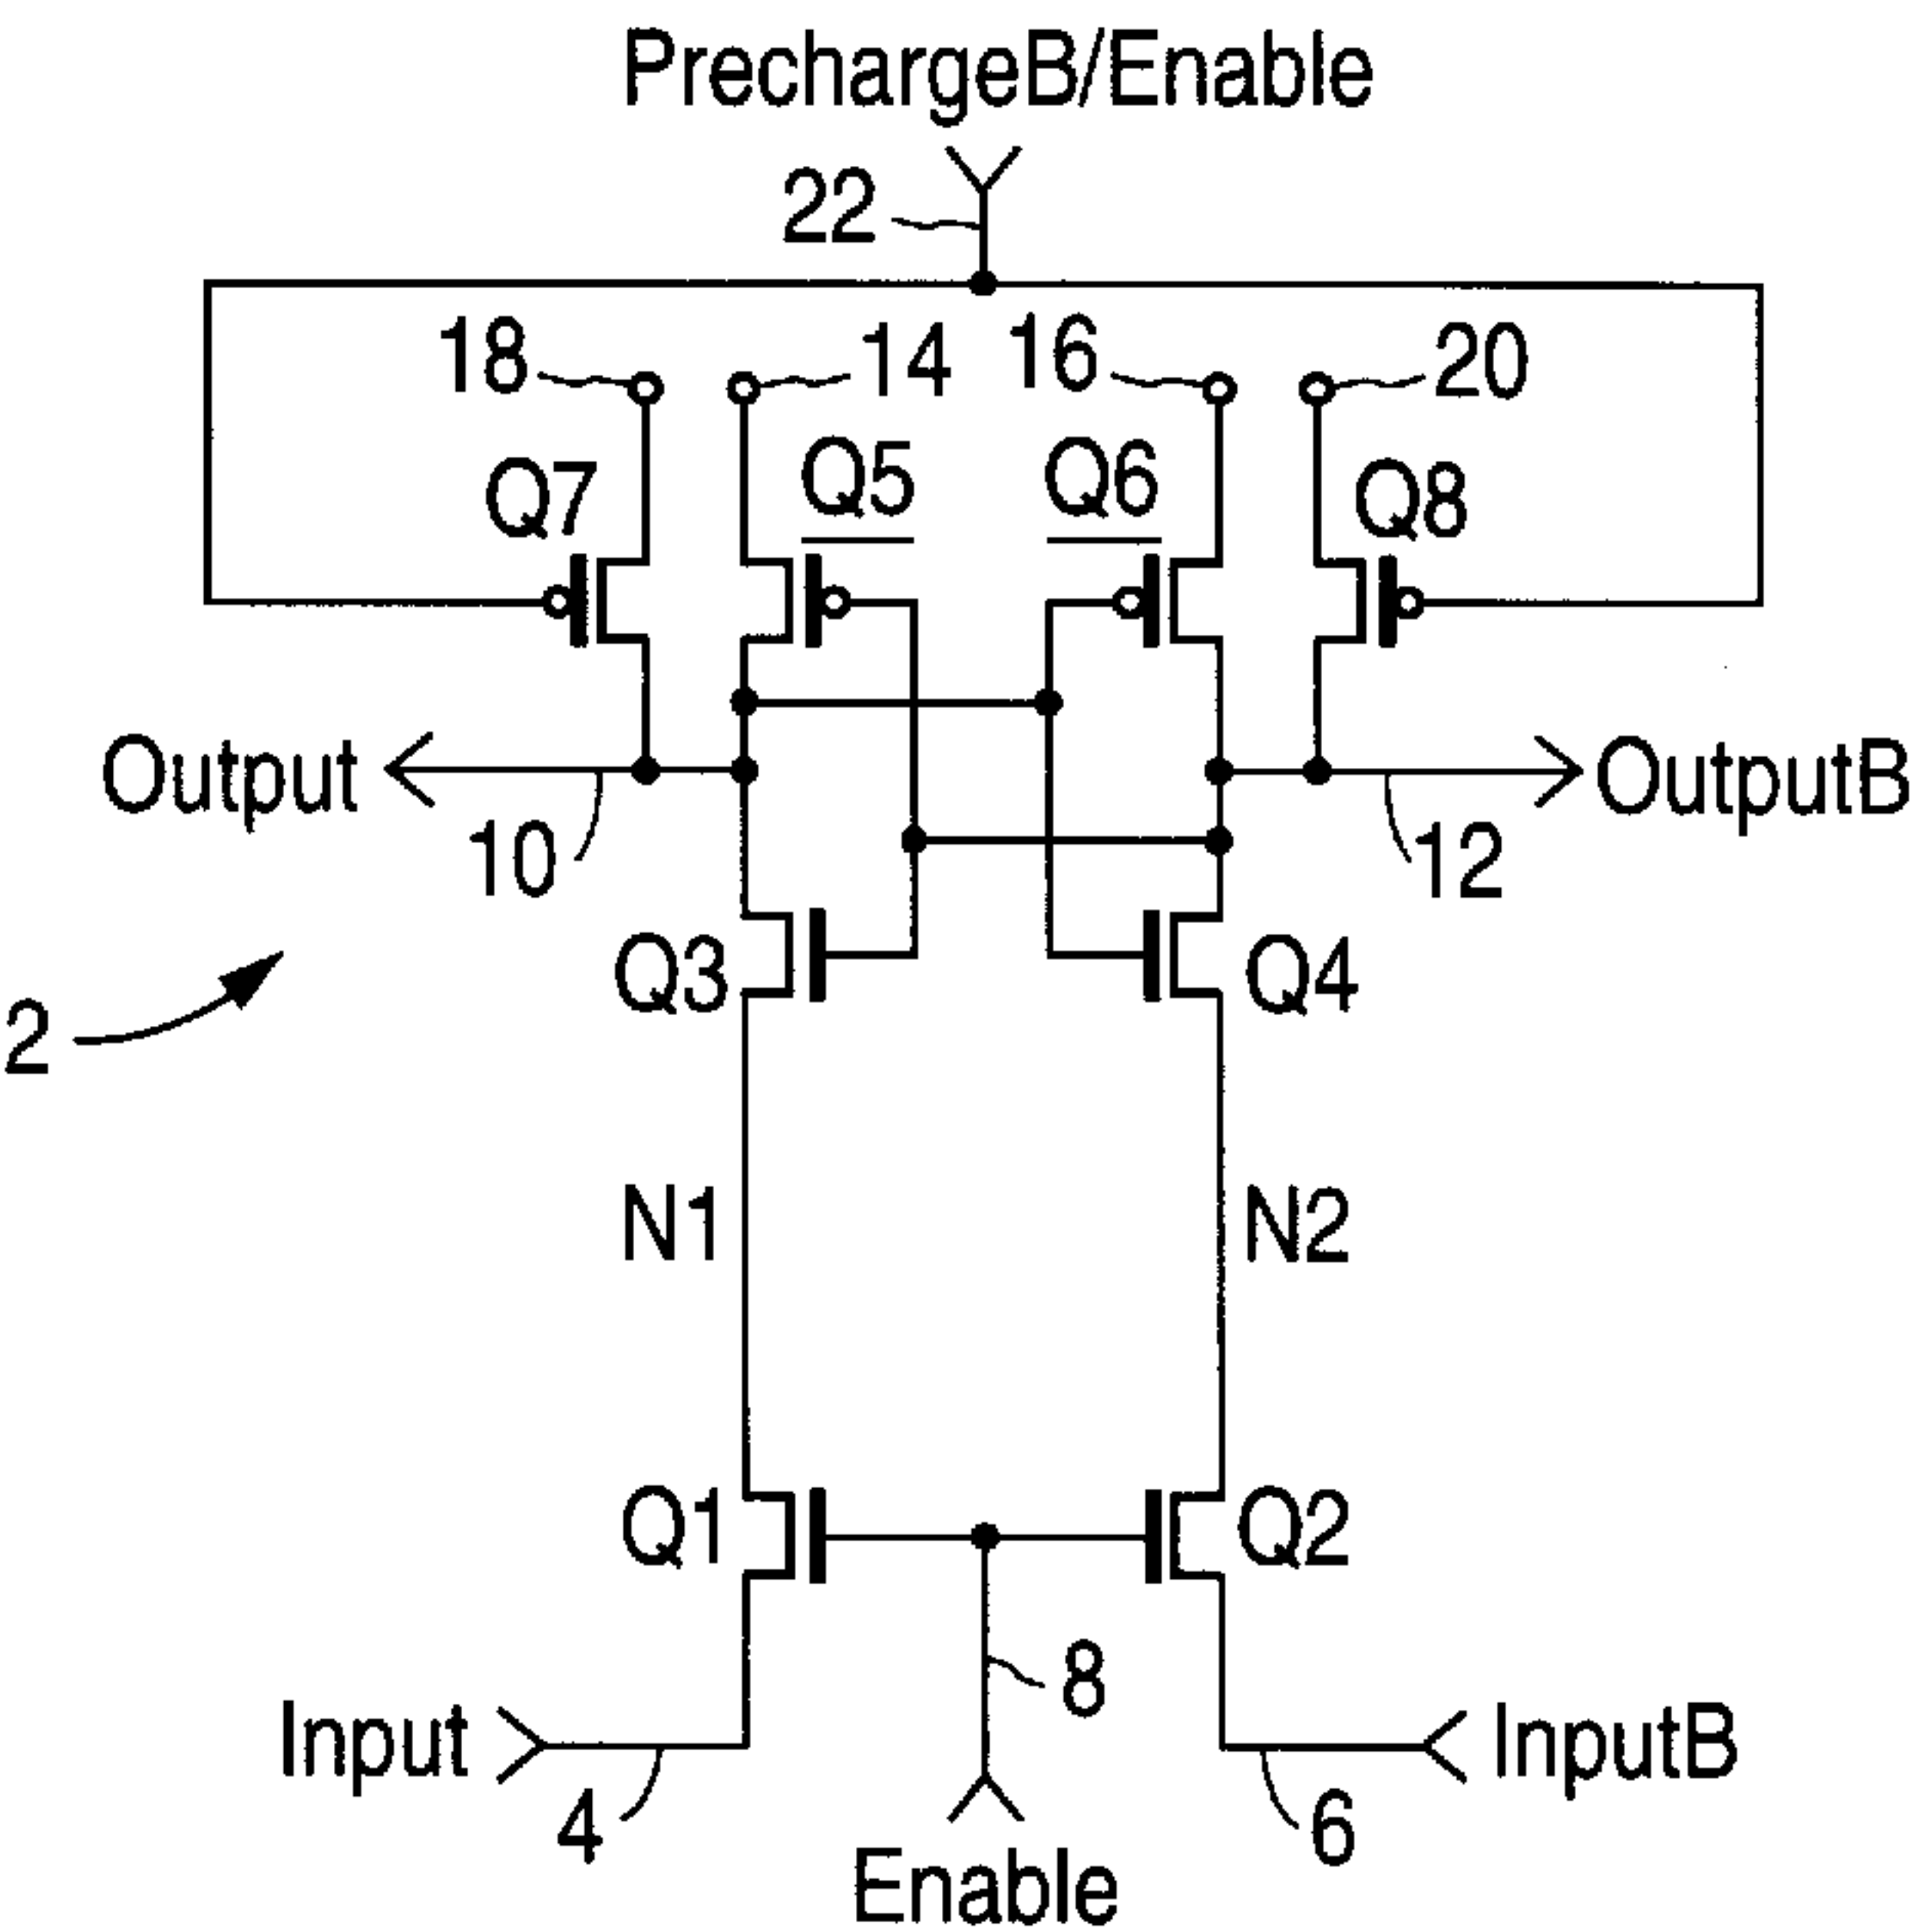 PrechargeB/Enable
22
18
14
16
20
Q7
Q5
Q6
Q8
Output
OutputB
10
12
Q3
Q4
2
N1
N2
Q1
Q2
8
Input
InputB
4
6
Enable